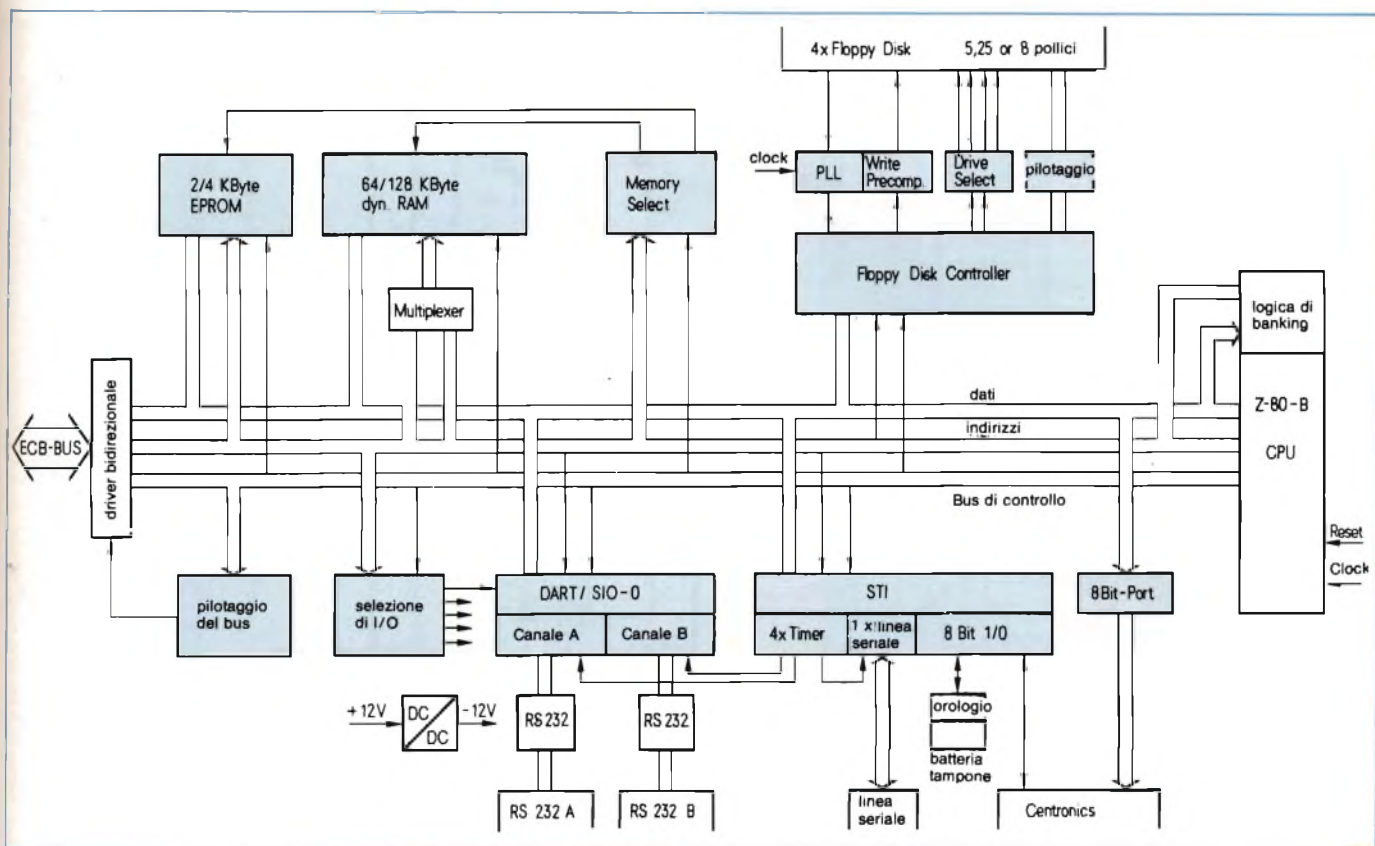 4x Floppy Disk 5,25 or 8 pollici
clock
PLL
Write
Precomp.
Drive
Select
pilotaggio
2/4 KByte
EPROM
64/128 KByte
dyn. RAM
Memory
Select
Floppy Disk Controller
Multiplexer
logica di
banking
Z-80-B
CPU
Reset
Clock
ECB-BUS
driver bidirezionale
dati
indirizzi
Bus di controllo
pilotaggio
del bus
selezione
di I/O
DART/ SIO-0
Canale A
Canale B
STI
4x Timer
1 x linea
seriale
8 Bit I/O
8Bit-Port
+12V
DC
DC
-12V
RS 232
RS 232
orologio
batteria
tampone
RS 232 A
RS 232 B
linea
seriale
Centronics